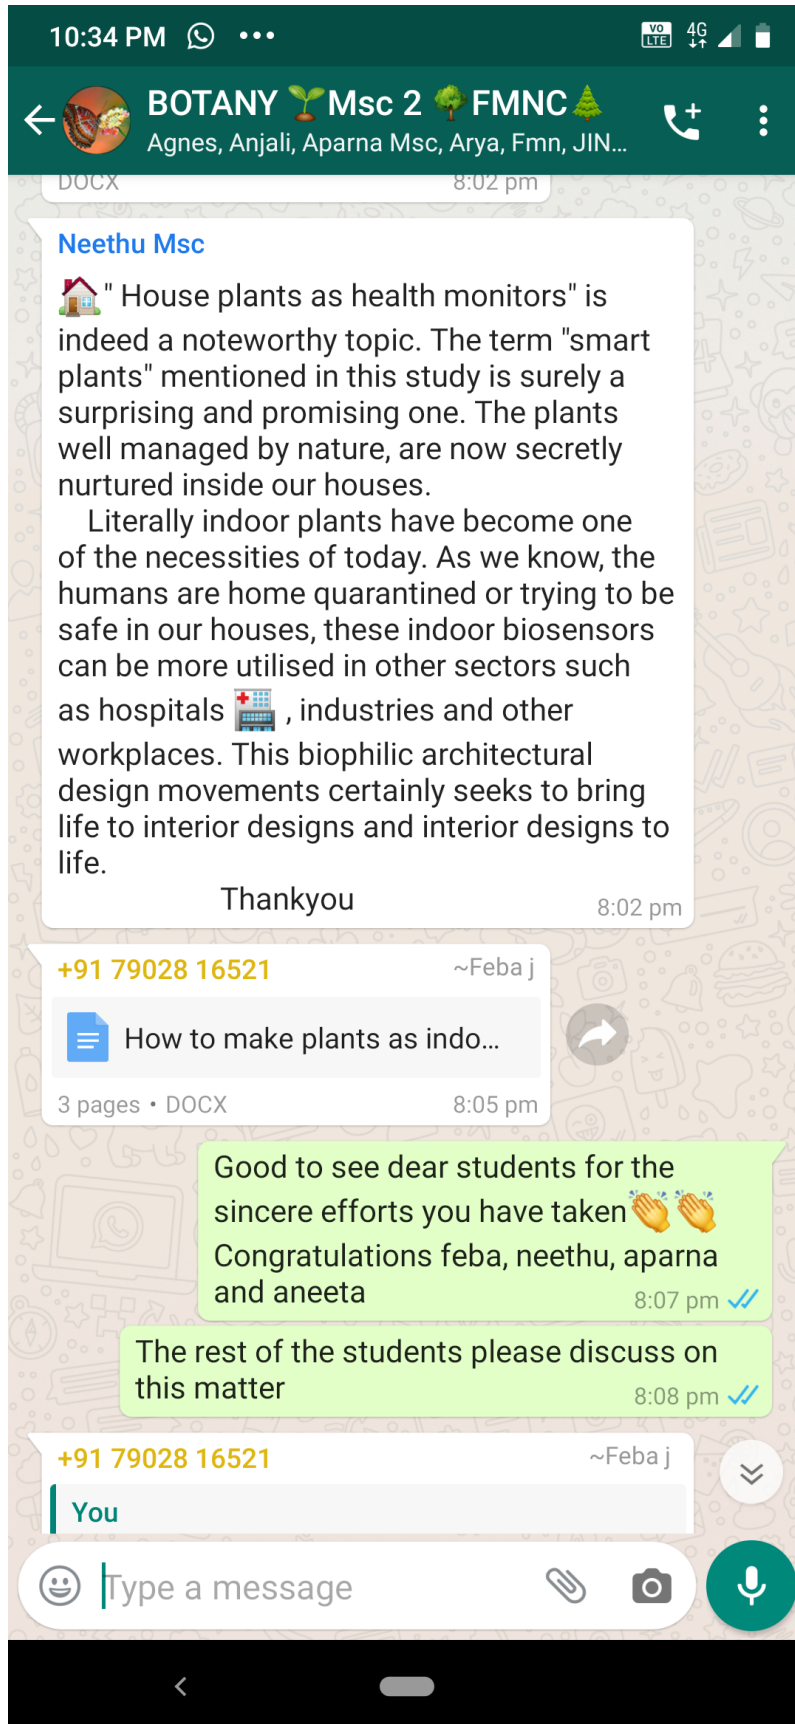 10:34 PM
VO LTE 4G
BOTANY 🌱Msc 2 🌳FMNC🌲
Agnes, Anjali, Aparna Msc, Arya, Fmn, JIN...
DOCX 8:02 pm
Neethu Msc
🏠" House plants as health monitors" is
indeed a noteworthy topic. The term "smart
plants" mentioned in this study is surely a
surprising and promising one. The plants
well managed by nature, are now secretly
nurtured inside our houses.
Literally indoor plants have become one
of the necessities of today. As we know, the
humans are home quarantined or trying to be
safe in our houses, these indoor biosensors
can be more utilised in other sectors such
as hospitals 🏥 , industries and other
workplaces. This biophilic architectural
design movements certainly seeks to bring
life to interior designs and interior designs to
life.
Thankyou
8:02 pm
+91 79028 16521 ~Feba j
How to make plants as indo...
3 pages • DOCX 8:05 pm
Good to see dear students for the
sincere efforts you have taken👏👏
Congratulations feba, neethu, aparna
and aneeta
8:07 pm
The rest of the students please discuss on
this matter
8:08 pm
+91 79028 16521 ~Feba j
You
Type a message